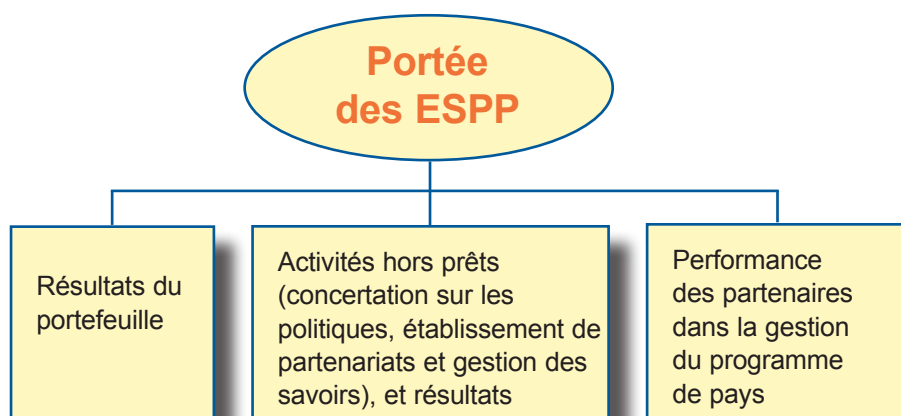 Portée
des ESPP
Résultats du
portefeuille
Activités hors prêts
(concertation sur les
politiques, établissement de
partenariats et gestion des
savoirs), et résultats
Performance
des partenaires
dans la gestion
du programme
de pays